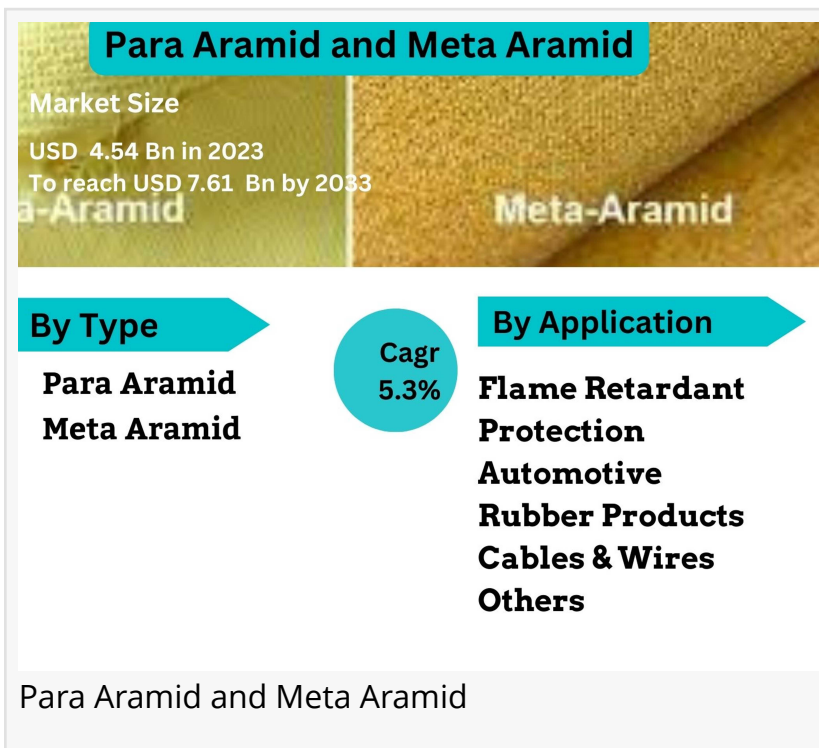 Para Aramid and Meta Aramid
Market Size
USD 4.54 Bn in 2023
To reach USD 7.61 Bn by 2033
a-Aramid
Meta-Aramid
By Type
Para Aramid
Meta Aramid
Cagr
5.3%
By Application
Flame Retardant
Protection
Automotive
Rubber Products
Cables & Wires
Others
Para Aramid and Meta Aramid